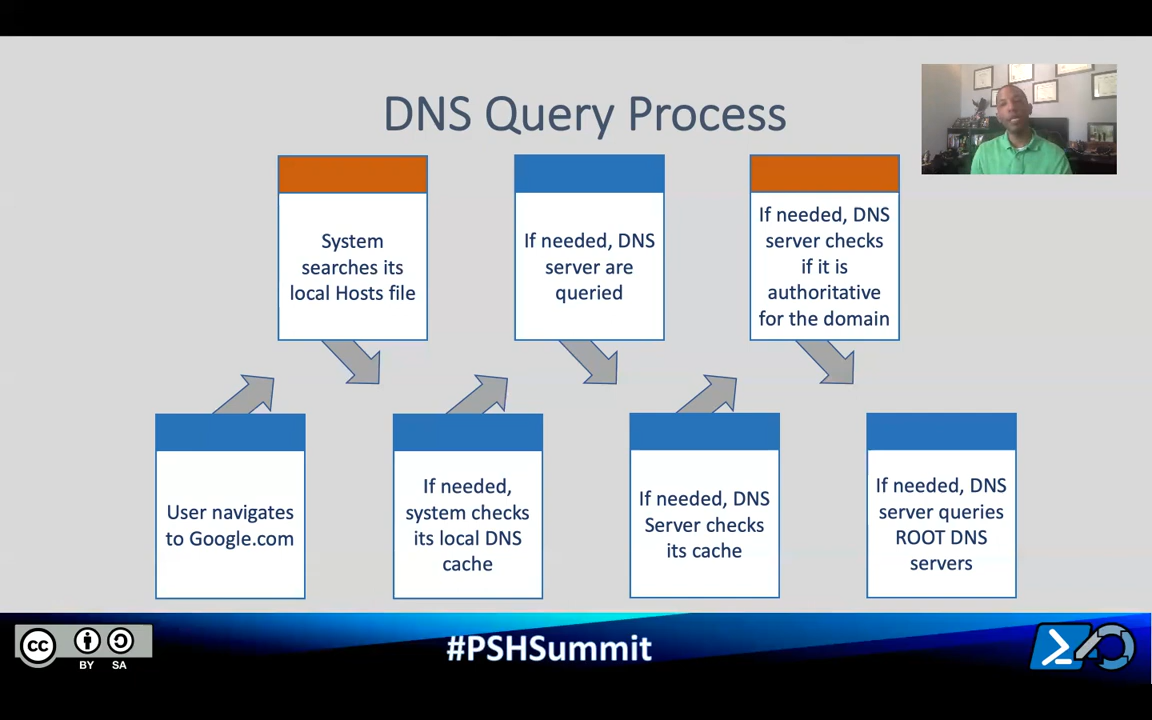 DNS Query Process
System
searches its
local Hosts file
If needed, DNS
server are
queried
If needed, DNS
server checks
if it is
authoritative
for the domain
User navigates
to Google.com
If needed,
system checks
its local DNS
cache
If needed, DNS
Server checks
its cache
If needed, DNS
server queries
ROOT DNS
servers
cc
BY SA
#PSHSummit